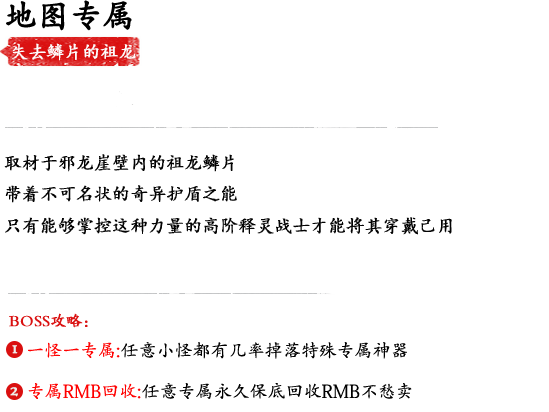 地图专属
失去鳞片的祖龙
取材于邪龙崖壁内的祖龙鳞片
带着不可名状的奇异护盾之能
只有能够掌控这种力量的高阶释灵战士才能将其穿戴己用
BOSS攻略：
1 一怪一专属:任意小怪都有几率掉落特殊专属神器
2 专属RMB回收:任意专属永久保底回收RMB不愁卖